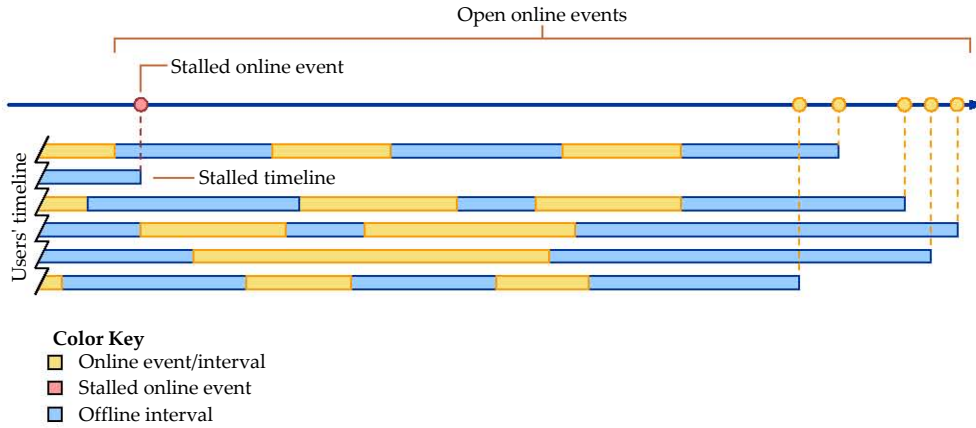 Open online events
Stalled online event
Stalled timeline
Users' timeline
Color Key
Online event/interval
Stalled online event
Offline interval